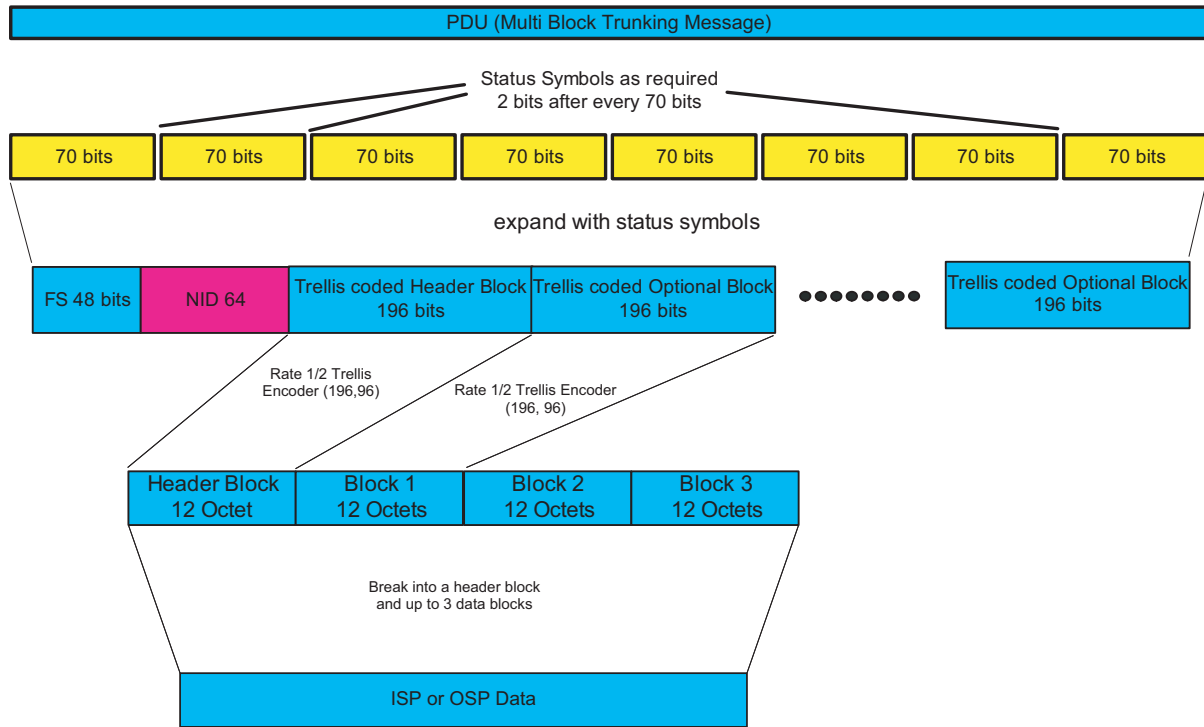 PDU (Multi Block Trunking Message)
Status Symbols as required
2 bits after every 70 bits
70 bits
70 bits
70 bits
70 bits
70 bits
70 bits
70 bits
70 bits
expand with status symbols
FS 48 bits
NID 64
Trellis coded Header Block
196 bits
Trellis coded Optional Block
196 bits
Trellis coded Optional Block
196 bits
Rate 1/2 Trellis
Encoder (196,96)
Rate 1/2 Trellis Encoder
(196, 96)
Header Block
12 Octet
Block 1
12 Octets
Block 2
12 Octets
Block 3
12 Octets
Break into a header block
and up to 3 data blocks
ISP or OSP Data